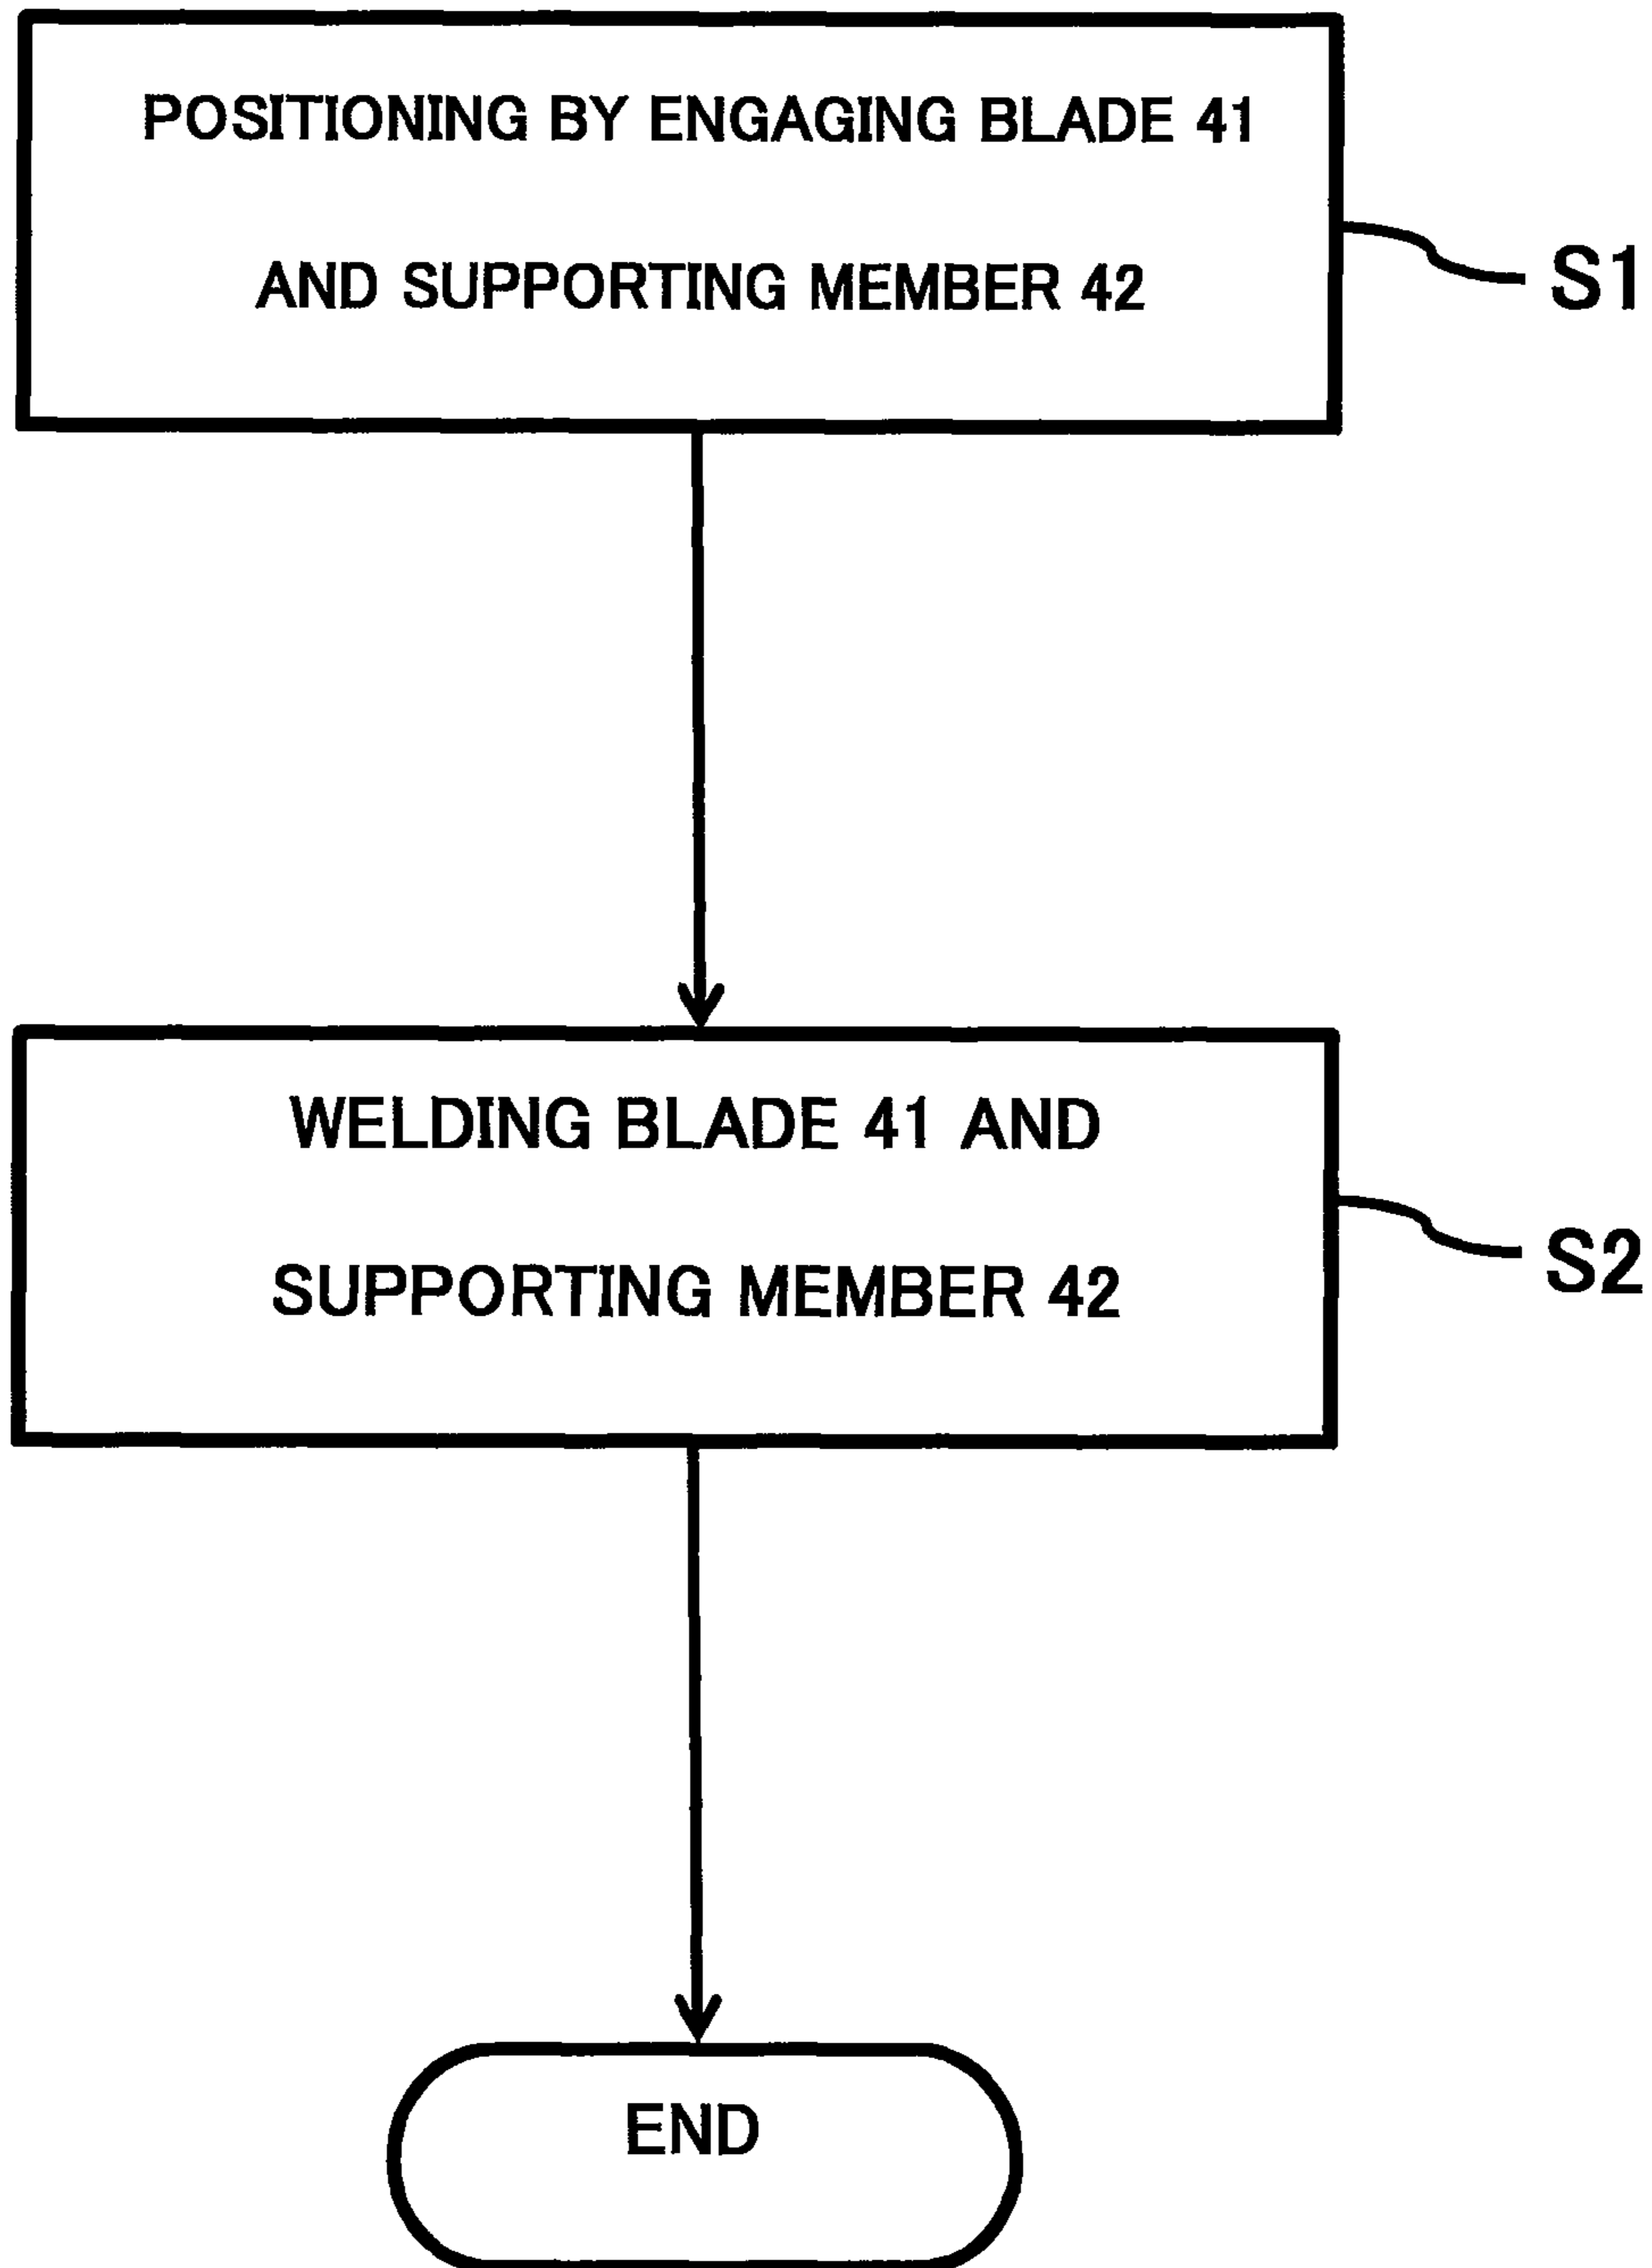 POSITIONING BY ENGAGING BLADE 41
AND SUPPORTING MEMBER 42
S1
WELDING BLADE 41 AND
SUPPORTING MEMBER 42
S2
END